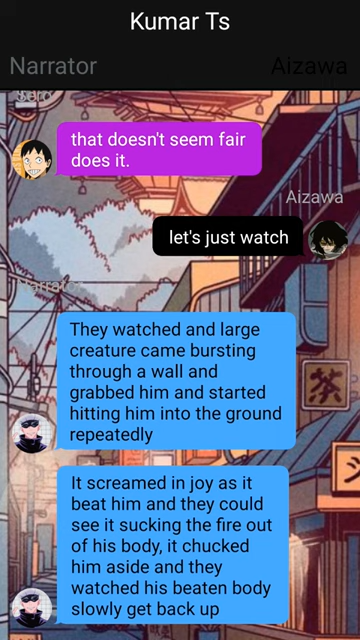 Kumar Ts
Narrator Aizawa
Sero
that doesn't seem fair
does it.
Aizawa
let's just watch
Narrator
They watched and large
creature came bursting
through a wall and
grabbed him and started
hitting him into the ground
repeatedly
It screamed in joy as it
beat him and they could
see it sucking the fire out
of his body, it chucked
him aside and they
watched his beaten body
slowly get back up